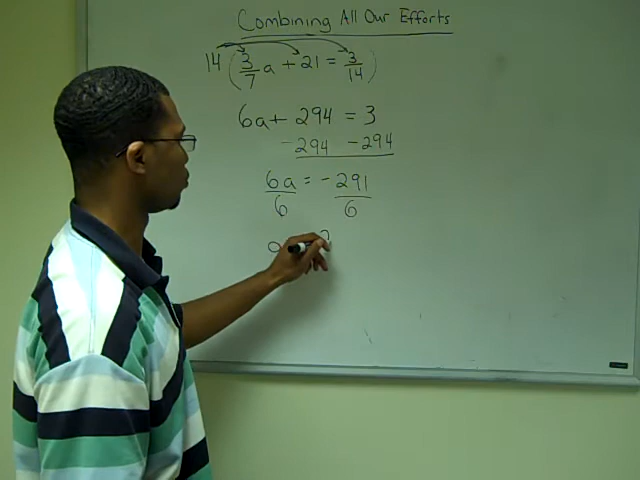 Combining All Our Efforts
14 (3/7 a + 21 = 3/14)
6a + 294 = 3
- 294 - 294
6a = - 291
6 6